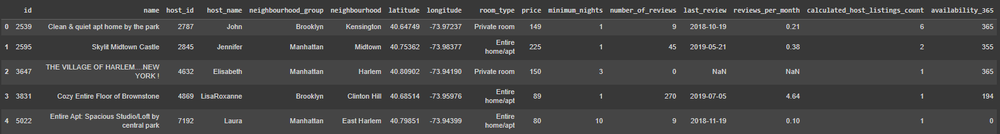 id name host_id host_name neighbourhood_group neighbourhood latitude longitude room_type price minimum_nights number_of_reviews last_review reviews_per_month calculated_host_listings_count availability_365
0 2539 Clean & quiet apt home by the park 2787 John Brooklyn Kensington 40.64749 -73.97237 Private room 149 1 9 2018-10-19 0.21 6 365
1 2595 Skylit Midtown Castle 2845 Jennifer Manhattan Midtown 40.75362 -73.98377 Entire home/apt 225 1 45 2019-05-21 0.38 2 355
2 3647 THE VILLAGE OF HARLEM....NEW YORK ! 4632 Elisabeth Manhattan Harlem 40.80902 -73.94190 Private room 150 3 0 NaN NaN 1 365
3 3831 Cozy Entire Floor of Brownstone 4869 LisaRoxanne Brooklyn Clinton Hill 40.68514 -73.95976 Entire home/apt 89 1 270 2019-07-05 4.64 1 194
4 5022 Entire Apt: Spacious Studio/Loft by central park 7192 Laura Manhattan East Harlem 40.79851 -73.94399 Entire home/apt 80 10 9 2018-11-19 0.10 1 0